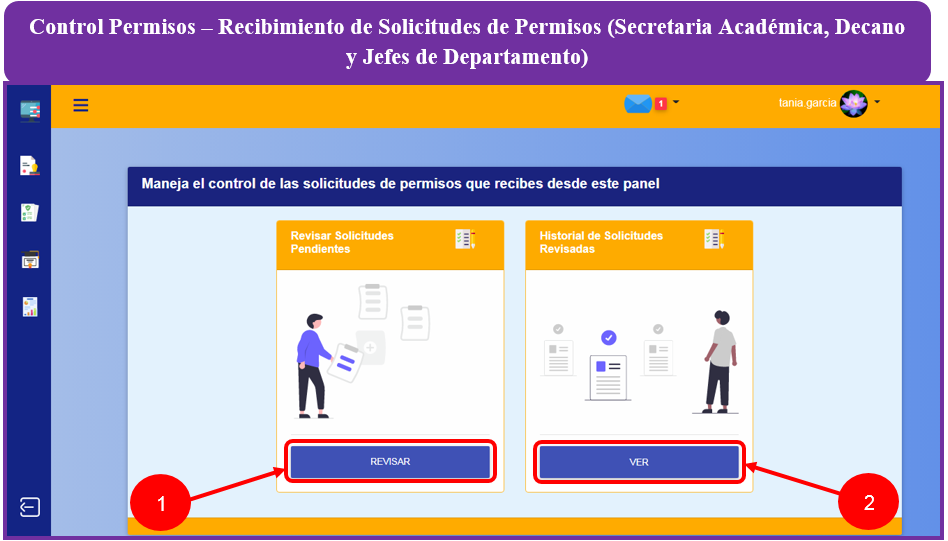 Control Permisos – Recibimiento de Solicitudes de Permisos (Secretaria Académica, Decano
y Jefes de Departamento)
1
tania.garcia
Maneja el control de las solicitudes de permisos que recibes desde este panel
Revisar Solicitudes
Pendientes
Historial de Solicitudes
Revisadas
REVISAR
VER
1
2